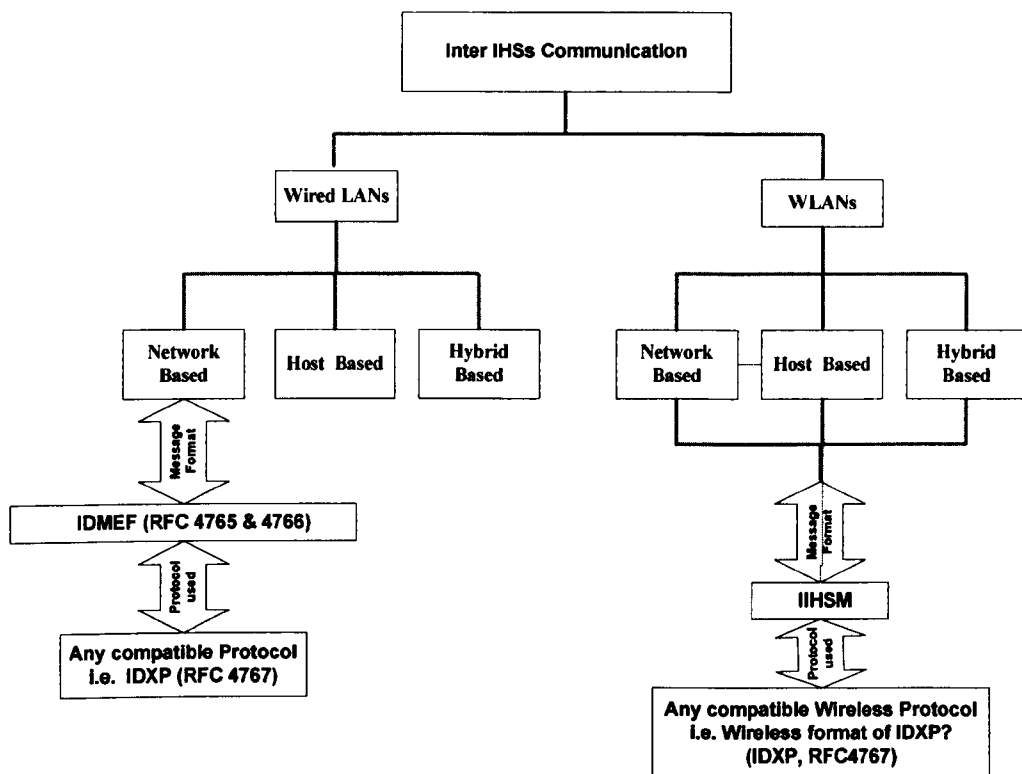 Inter IHSs Communication
Wired LANs
WLANs
Network
Based
Host Based
Hybrid
Based
Network
Based
Host Based
Hybrid
Based
Message
Format
IDMEF (RFC 4765 & 4766)
Protocol
used
Any compatible Protocol
i.e. IDXP (RFC 4767)
Message
Format
IIHSM
Protocol
used
Any compatible Wireless Protocol
i.e. Wireless format of IDXP?
(IDXP, RFC4767)